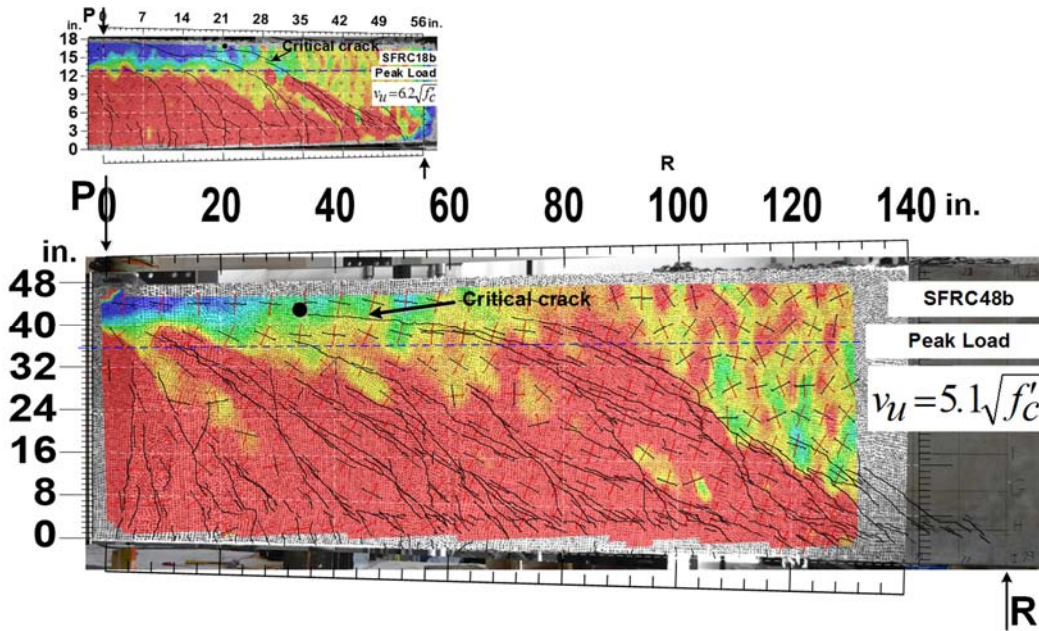 P 0 7 14 21 28 35 42 49 56 in.
in.
18
15
12
9
6
3
0
Critical crack
SFRC18b
Peak Load
v_u=6.2√f'c
R
P 0 20 40 60 80 100 120 140 in.
in.
48
40
32
24
16
8
0
Critical crack
SFRC48b
Peak Load
v_u=5.1√f'c
R